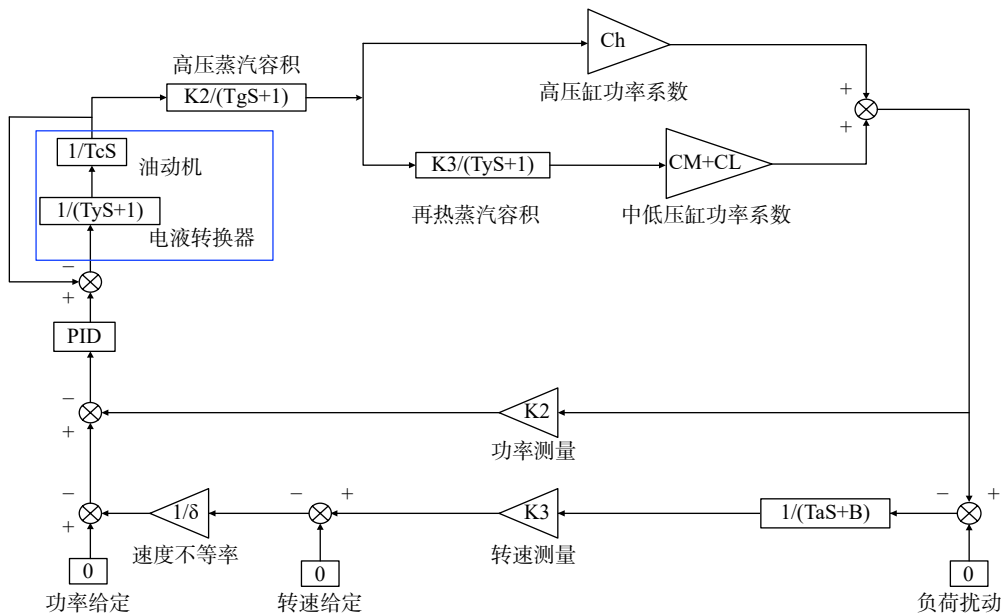 Ch
高压蒸汽容积
K2/(TgS+1)
高压缸功率系数
+
+
1/TcS
油动机
K3/(TyS+1)
CM+CL
1/(TyS+1)
再热蒸汽容积
中低压缸功率系数
电液转换器
−
+
PID
−
K2
+
功率测量
−
1/δ
−
+
K3
1/(TaS+B)
−
+
+
速度不等率
转速测量
0
0
0
功率给定
转速给定
负荷扰动